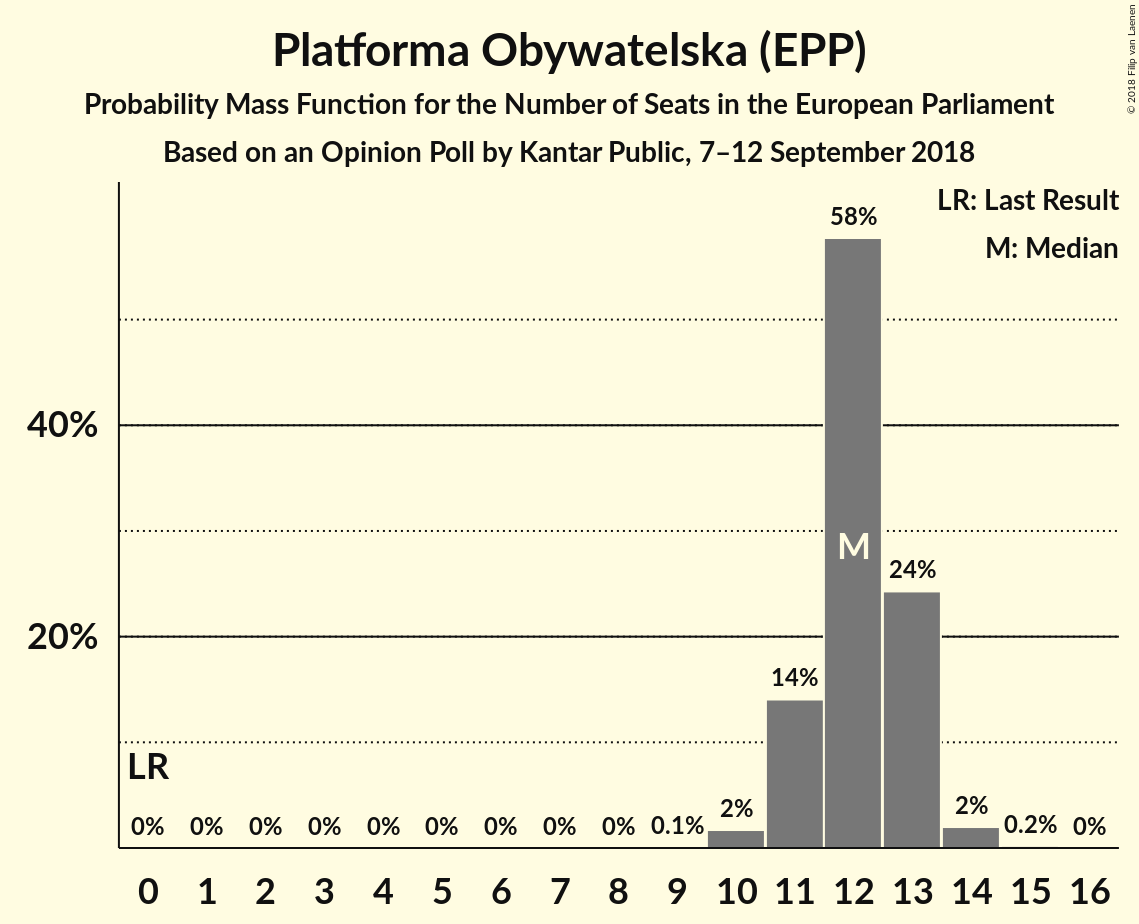 Platforma Obywatelska (EPP)
Probability Mass Function for the Number of Seats in the European Parliament
Based on an Opinion Poll by Kantar Public, 7–12 September 2018
© 2018 Filip van Laenen
LR: Last Result
M: Median
58%
40%
M
24%
20%
14%
LR
0% 0% 0% 0% 0% 0% 0% 0% 0% 0.1% 2% 2% 0.2% 0%
0 1 2 3 4 5 6 7 8 9 10 11 12 13 14 15 16